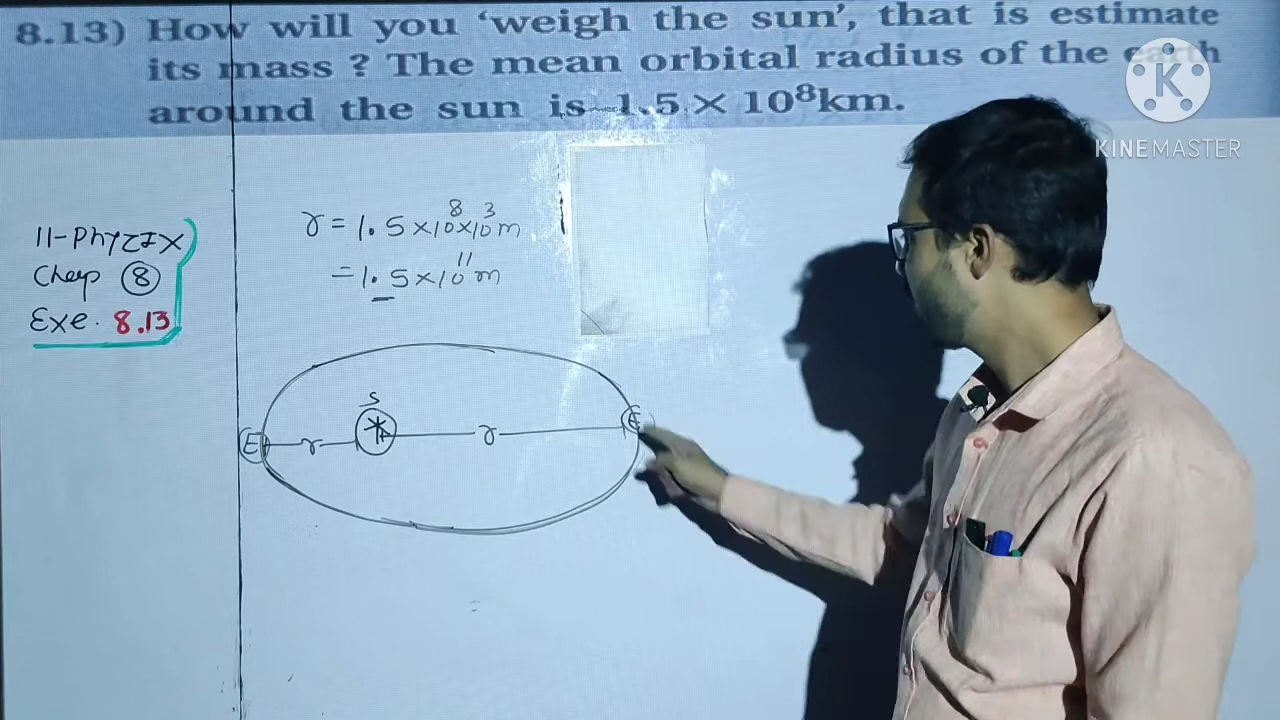 8.13) How will you ‘weigh the sun’, that is estimate
its mass ? The mean orbital radius of the earth
around the sun is 1.5 × 10⁸km.
K
KINEMASTER
11-Phyzix
Chap 8
Exe. 8.13
r = 1.5 × 10⁸ × 10³ m
= 1.5 × 10¹¹ m
S
E r r E